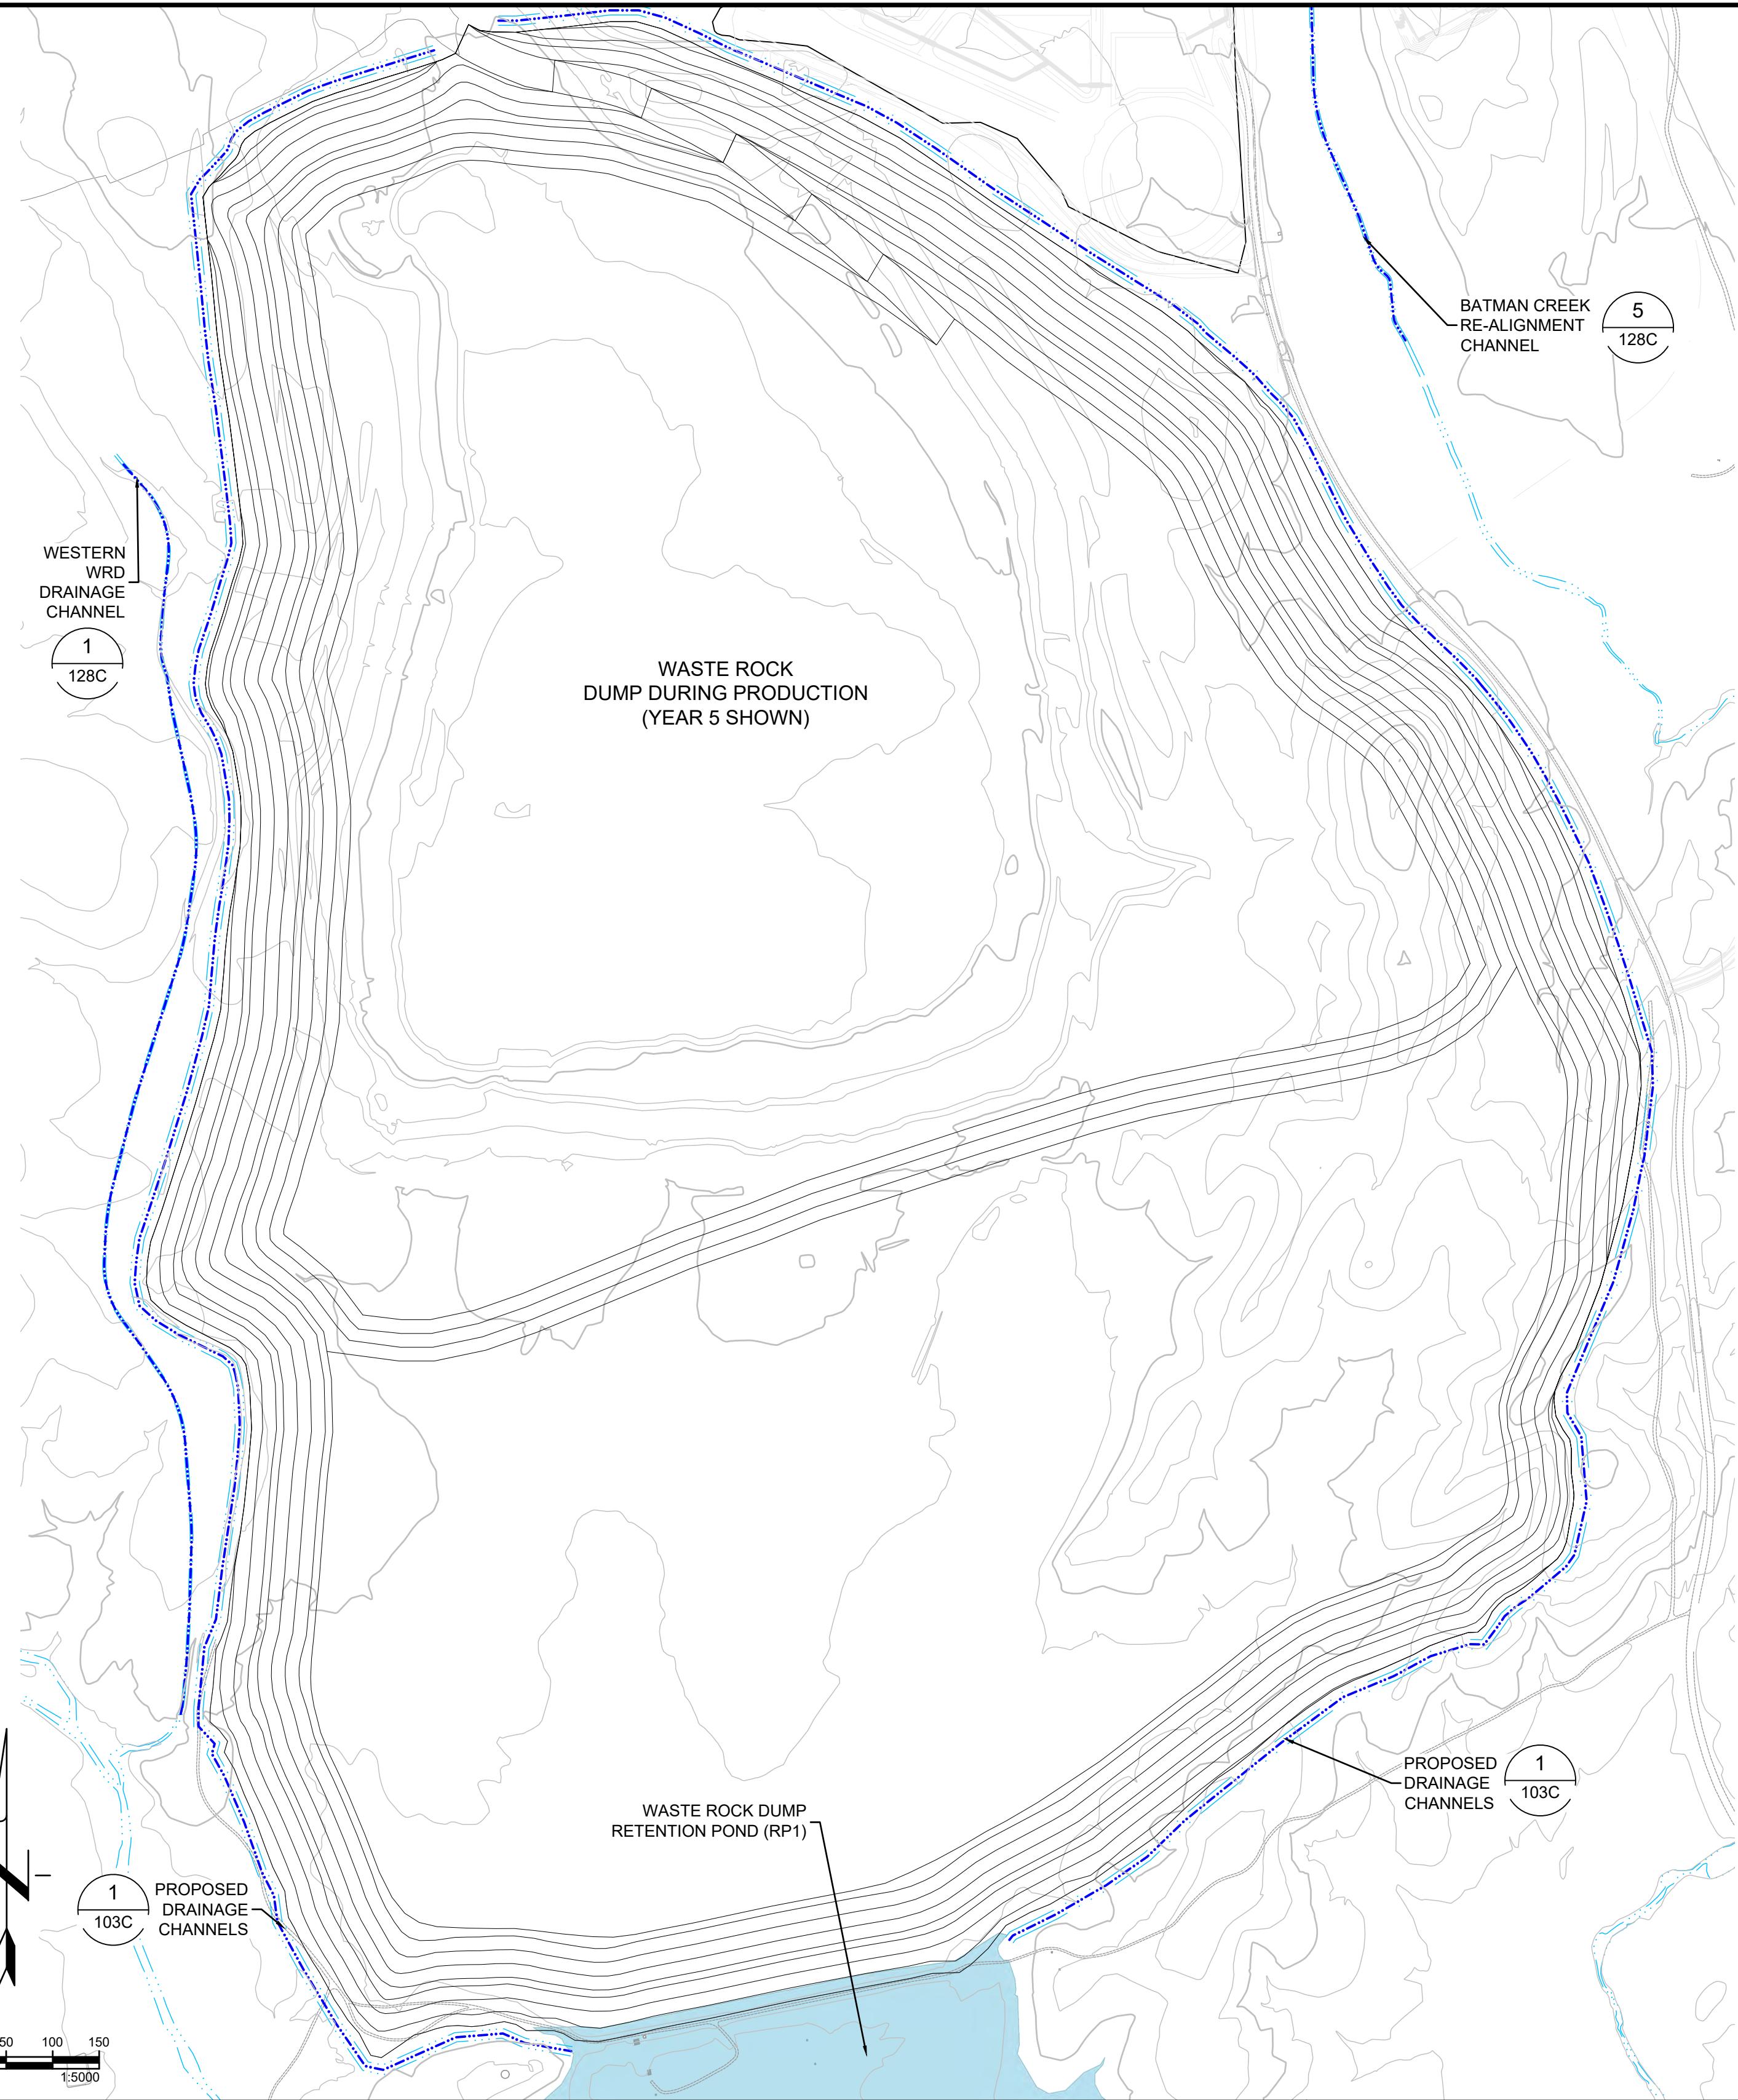 BATMAN CREEK
RE-ALIGNMENT
CHANNEL
5
128C
WESTERN
WRD
DRAINAGE
CHANNEL
1
128C
WASTE ROCK
DUMP DURING PRODUCTION
(YEAR 5 SHOWN)
PROPOSED
DRAINAGE
CHANNELS
1
103C
WASTE ROCK DUMP
RETENTION POND (RP1)
1
103C
PROPOSED
DRAINAGE
CHANNELS
50 100 150
1:5000